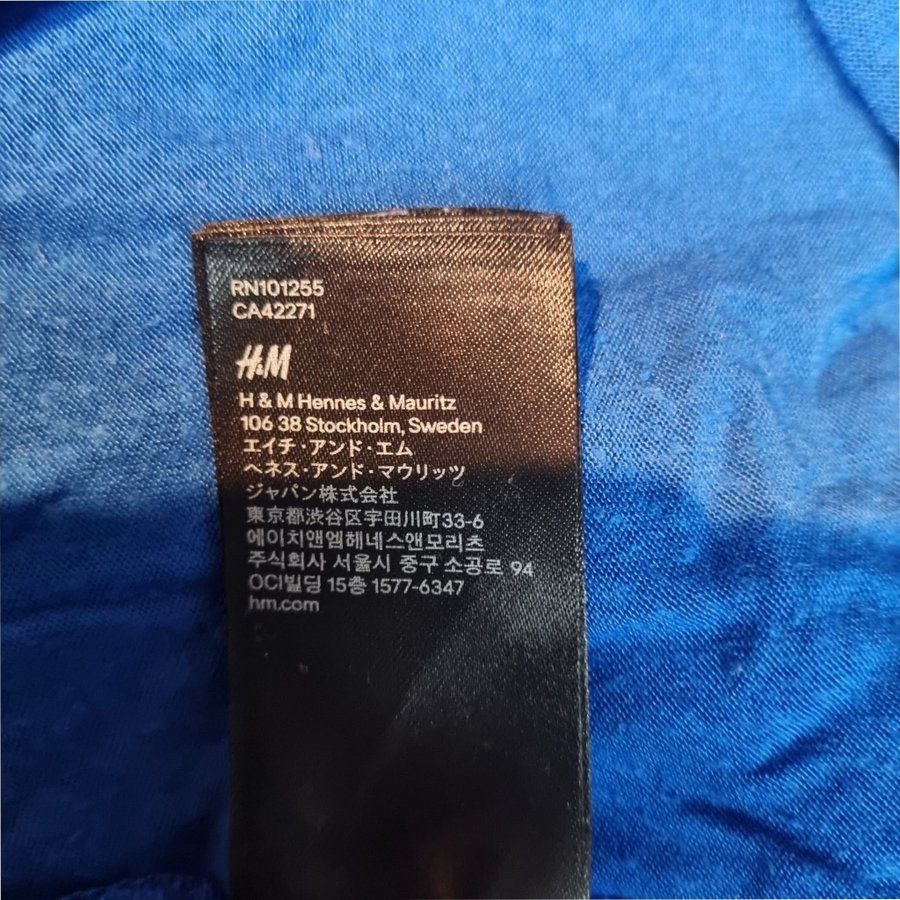 RN101255
CA42271
H&M
H & M Hennes & Mauritz
106 38 Stockholm, Sweden
エイチ・アンド・エム
ヘネス・アンド・マウリッツ
ジャパン株式会社
東京都渋谷区宇田川町33-6
에이치앤엠헤네스앤모리츠
주식회사 서울시 중구 소공로 94
OCI빌딩 15층 1577-6347
hm.com